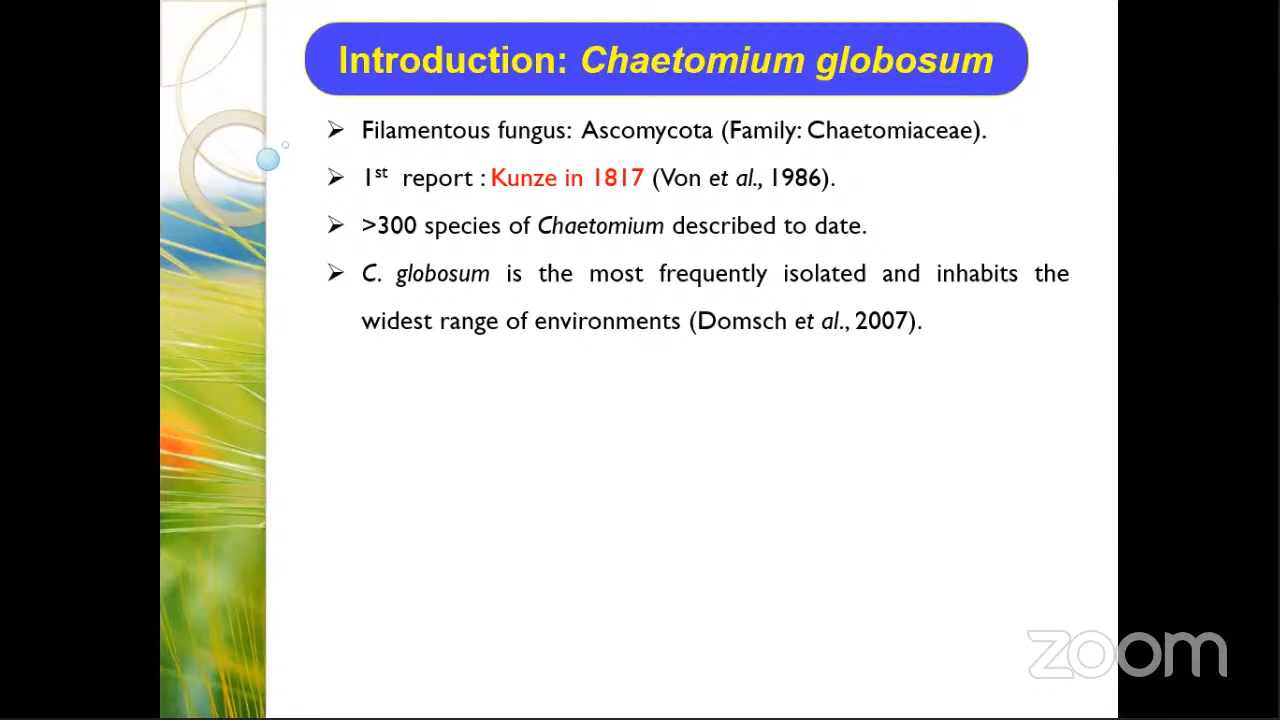 Introduction: Chaetomium globosum
➢ Filamentous fungus: Ascomycota (Family: Chaetomiaceae).
➢ 1st report : Kunze in 1817 (Von et al., 1986).
➢ >300 species of Chaetomium described to date.
➢ C. globosum is the most frequently isolated and inhabits the
widest range of environments (Domsch et al., 2007).
zoom